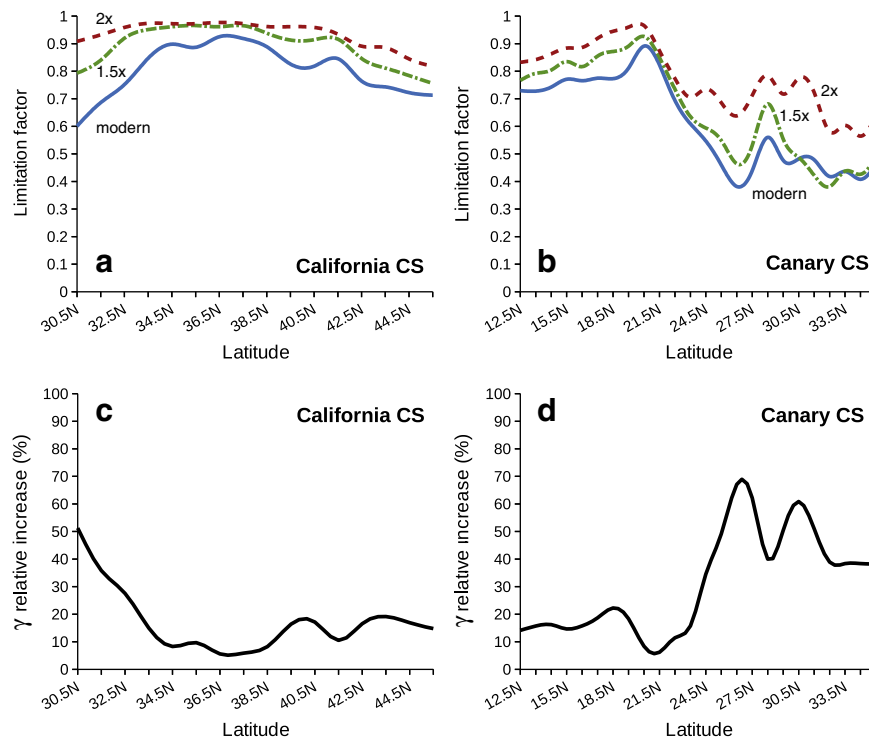 Limitation factor
1
0.9
0.8
0.7
0.6
0.5
0.4
0.3
0.2
0.1
0
2x
1.5x
modern
a
California CS
30.5N 32.5N 34.5N 36.5N 38.5N 40.5N 42.5N 44.5N
Latitude
Limitation factor
1
0.9
0.8
0.7
0.6
0.5
0.4
0.3
0.2
0.1
0
2x
1.5x
modern
b
Canary CS
12.5N 15.5N 18.5N 21.5N 24.5N 27.5N 30.5N 33.5N
Latitude
γ relative increase (%)
100
90
80
70
60
50
40
30
20
10
0
c
California CS
30.5N 32.5N 34.5N 36.5N 38.5N 40.5N 42.5N 44.5N
Latitude
γ relative increase (%)
100
90
80
70
60
50
40
30
20
10
0
d
Canary CS
12.5N 15.5N 18.5N 21.5N 24.5N 27.5N 30.5N 33.5N
Latitude